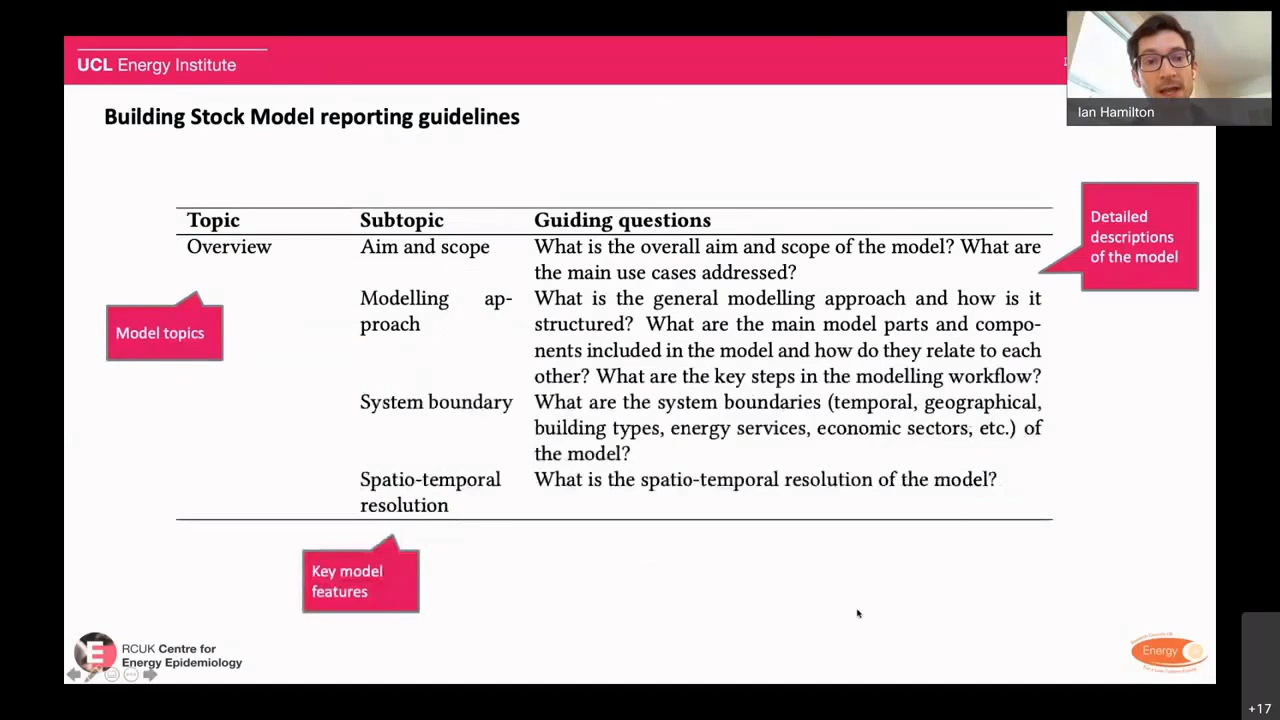 UCL Energy Institute
Ian Hamilton
Building Stock Model reporting guidelines
Topic Subtopic Guiding questions
Overview Aim and scope What is the overall aim and scope of the model? What are
the main use cases addressed?
Modelling ap-
proach
What is the general modelling approach and how is it
structured? What are the main model parts and compo-
nents included in the model and how do they relate to each
other? What are the key steps in the modelling workflow?
System boundary What are the system boundaries (temporal, geographical,
building types, energy services, economic sectors, etc.) of
the model?
Spatio-temporal
resolution
What is the spatio-temporal resolution of the model?
Detailed
descriptions
of the model
Model topics
Key model
features
E
RCUK Centre for
Energy Epidemiology
Energy
+17